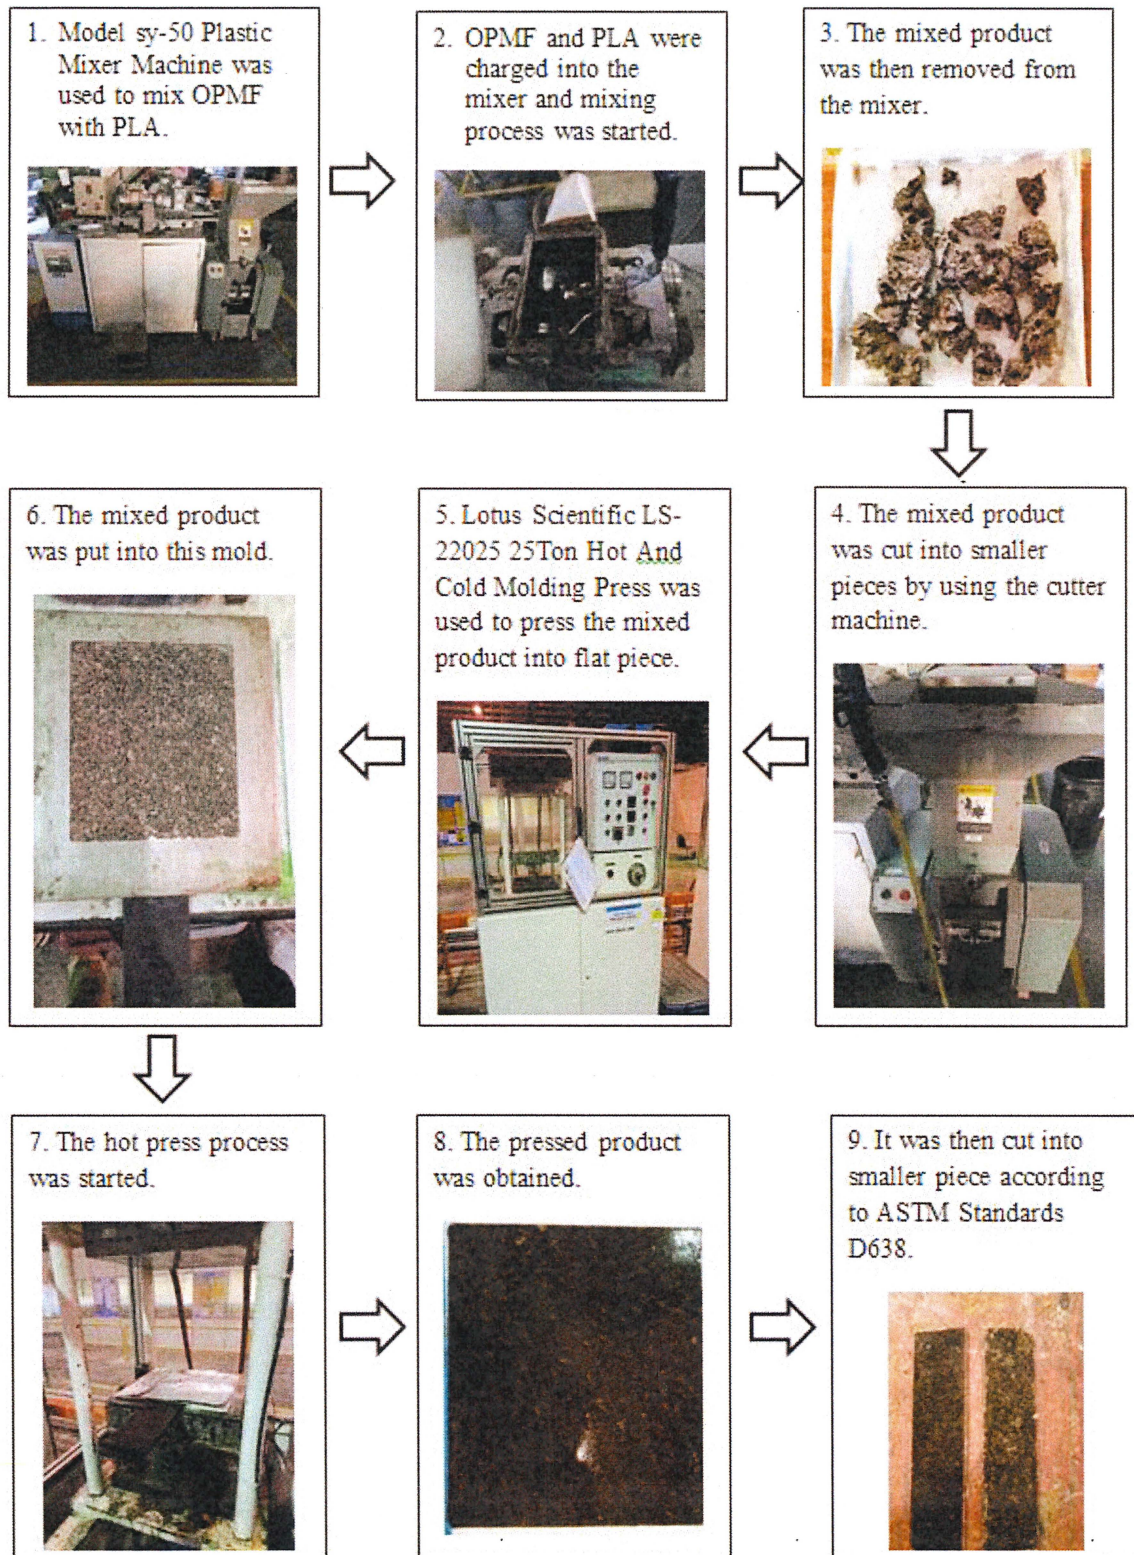 1. Model sy-50 Plastic
Mixer Machine was
used to mix OPMF
with PLA.
2. OPMF and PLA were
charged into the
mixer and mixing
process was started.
3. The mixed product
was then removed from
the mixer.
4. The mixed product
was cut into smaller
pieces by using the cutter
machine.
5. Lotus Scientific LS-
22025 25Ton Hot And
Cold Molding Press was
used to press the mixed
product into flat piece.
6. The mixed product
was put into this mold.
7. The hot press process
was started.
8. The pressed product
was obtained.
9. It was then cut into
smaller piece according
to ASTM Standards
D638.